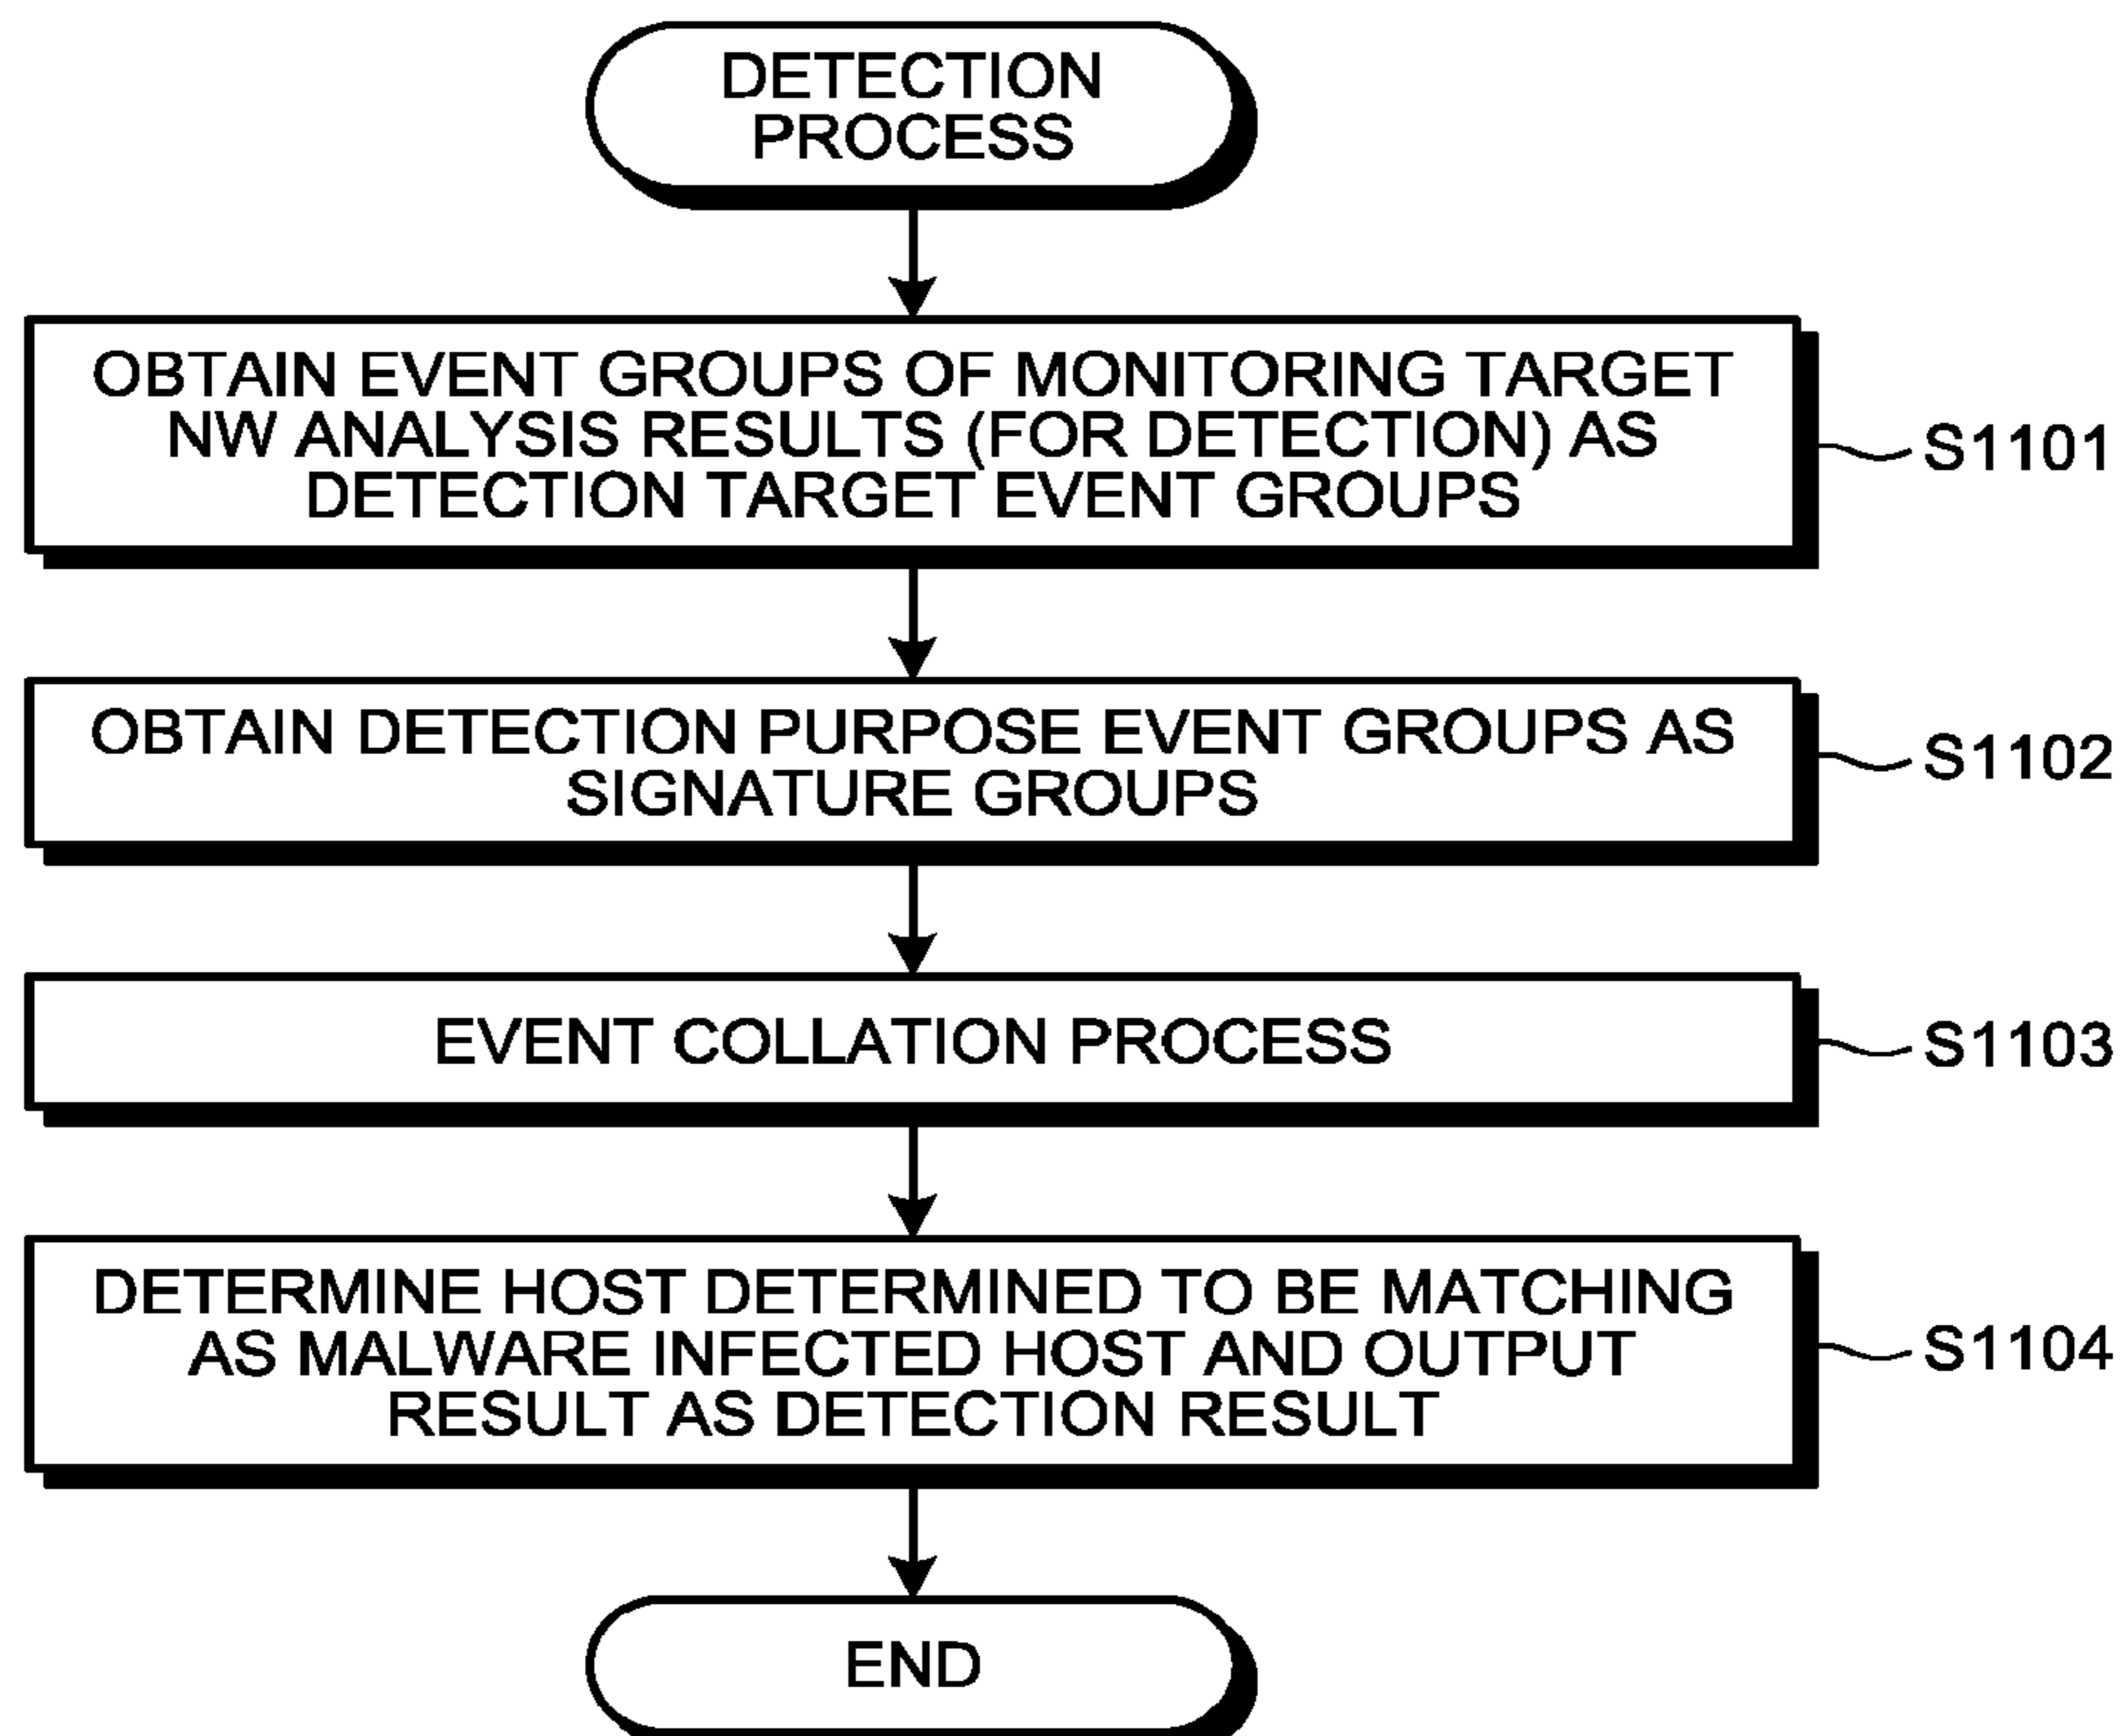 DETECTION
PROCESS
OBTAIN EVENT GROUPS OF MONITORING TARGET
NW ANALYSIS RESULTS (FOR DETECTION) AS
DETECTION TARGET EVENT GROUPS
S1101
OBTAIN DETECTION PURPOSE EVENT GROUPS AS
SIGNATURE GROUPS
S1102
EVENT COLLATION PROCESS
S1103
DETERMINE HOST DETERMINED TO BE MATCHING
AS MALWARE INFECTED HOST AND OUTPUT
RESULT AS DETECTION RESULT
S1104
END